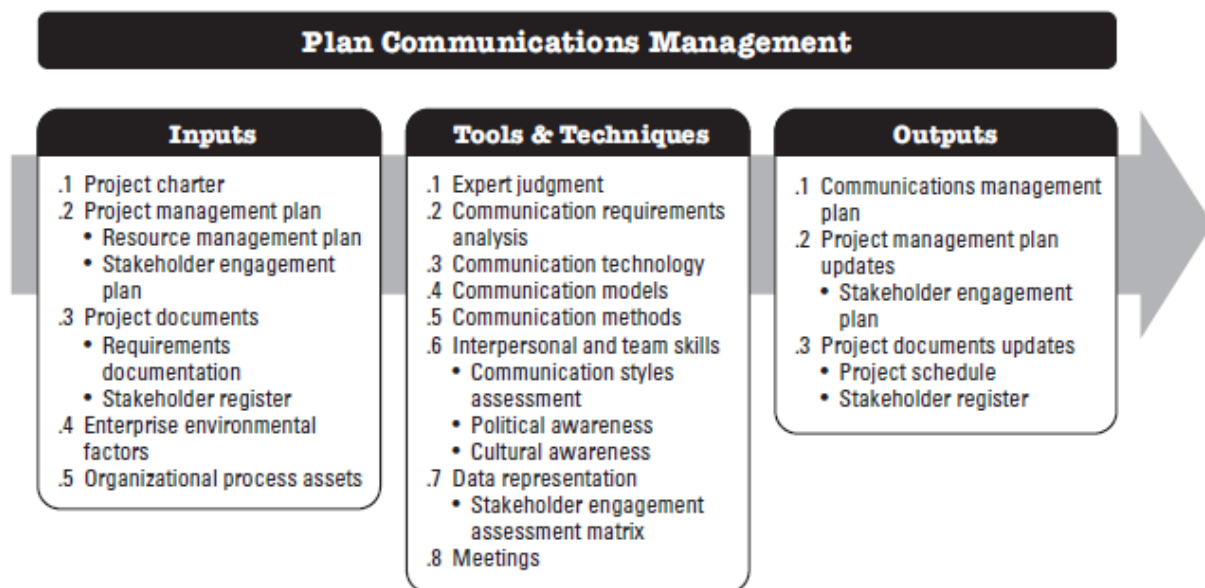 Plan Communications Management
Inputs
.1 Project charter
.2 Project management plan
• Resource management plan
• Stakeholder engagement
plan
.3 Project documents
• Requirements
documentation
• Stakeholder register
.4 Enterprise environmental
factors
.5 Organizational process assets
Tools & Techniques
.1 Expert judgment
.2 Communication requirements
analysis
.3 Communication technology
.4 Communication models
.5 Communication methods
.6 Interpersonal and team skills
• Communication styles
assessment
• Political awareness
• Cultural awareness
.7 Data representation
• Stakeholder engagement
assessment matrix
.8 Meetings
Outputs
.1 Communications management
plan
.2 Project management plan
updates
• Stakeholder engagement
plan
.3 Project documents updates
• Project schedule
• Stakeholder register